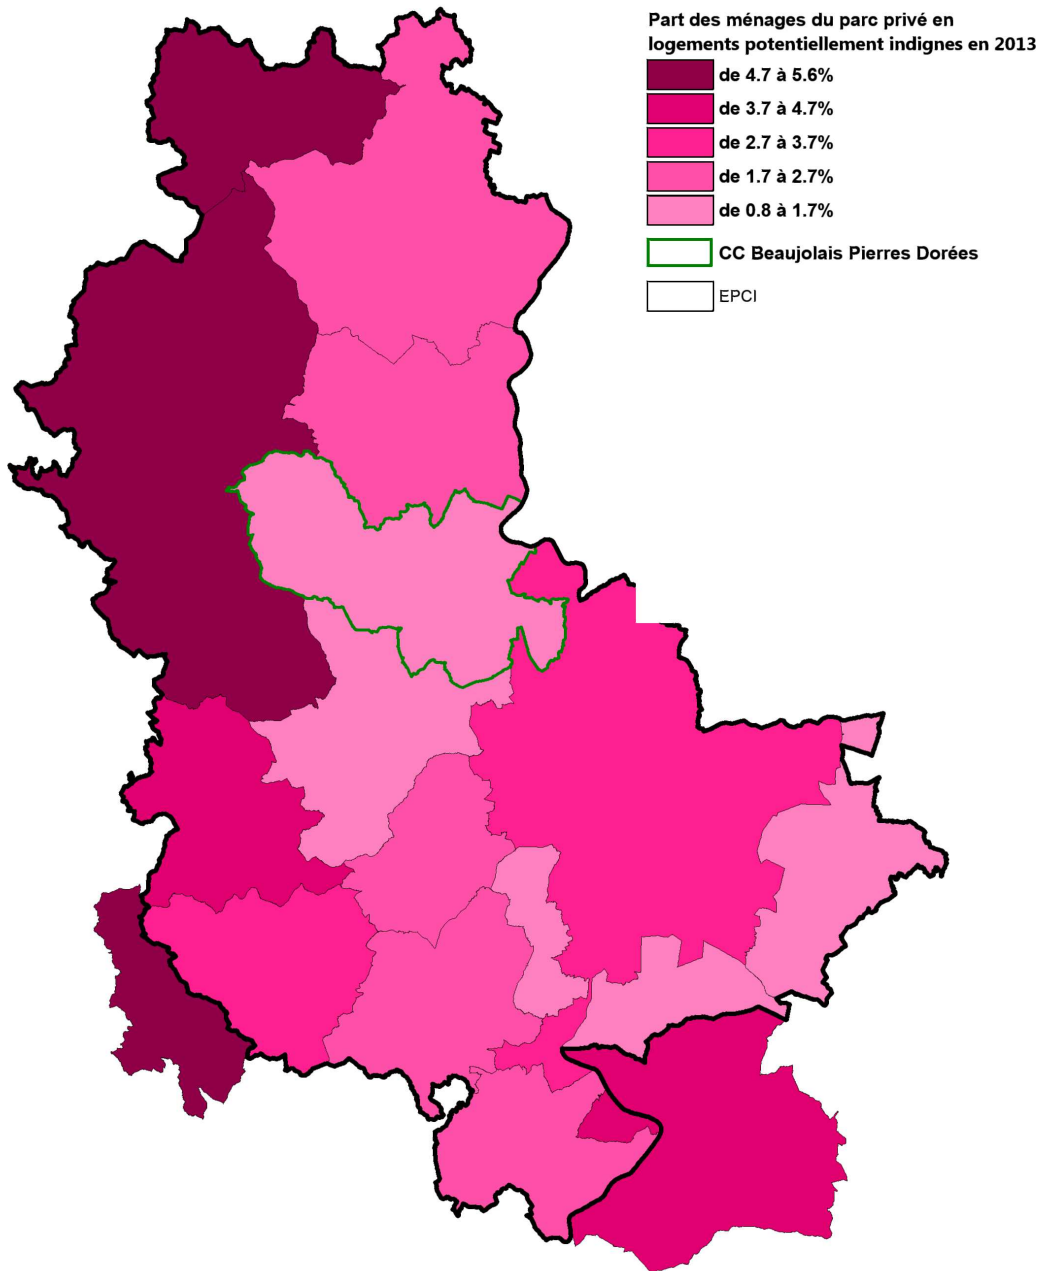 Part des ménages du parc privé en
logements potentiellement indignes en 2013
de 4.7 à 5.6%
de 3.7 à 4.7%
de 2.7 à 3.7%
de 1.7 à 2.7%
de 0.8 à 1.7%
CC Beaujolais Pierres Dorées
EPCI